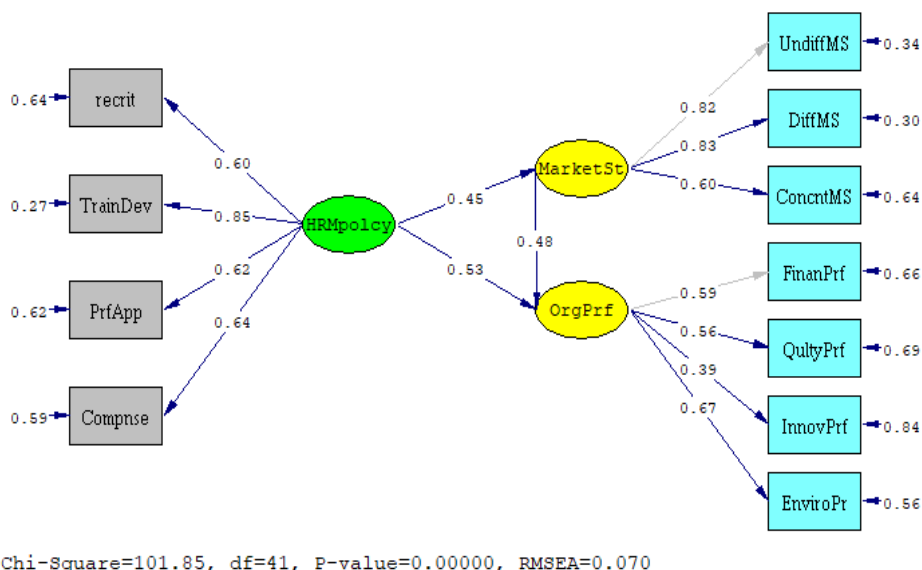 UndiffMS
0.34
0.64
recrit
0.82
DiffMS
0.30
0.60
0.83
MarketSt
0.27
TrainDev
0.85
0.45
0.60
ConcntMS
0.64
HRMpolcy
0.48
0.62
0.53
FinanPrf
0.66
0.59
0.62
PrfApp
OrgPrf
0.64
0.56
QultyPrf
0.69
0.39
0.67
0.59
Compnse
InnovPrf
0.84
EnviroPr
0.56
Chi-Square=101.85, df=41, P-value=0.00000, RMSEA=0.070